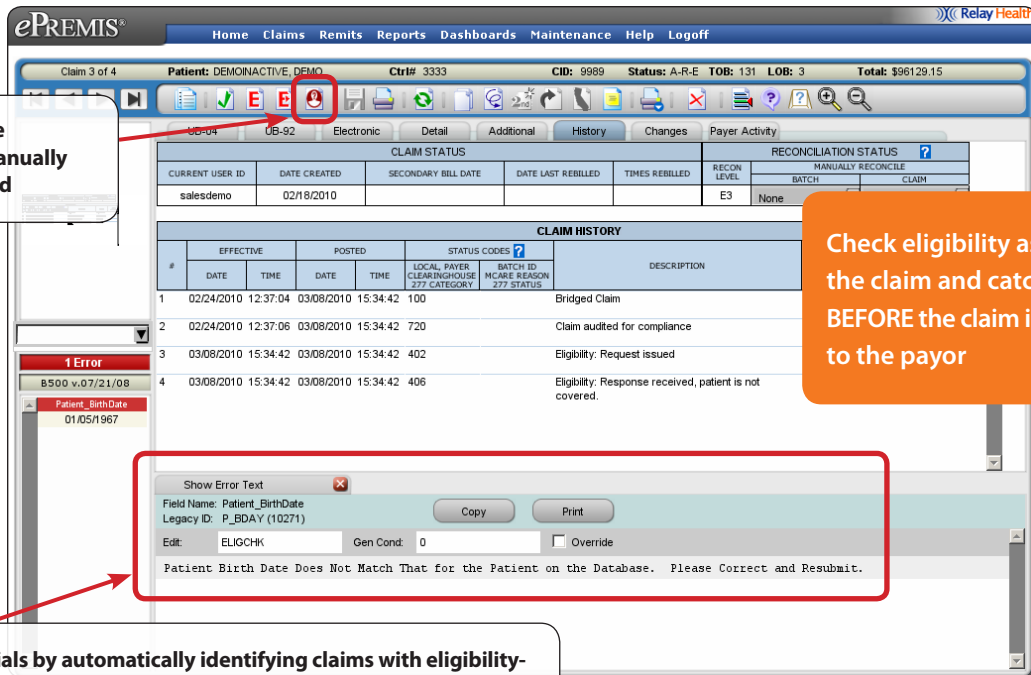 ePREMIS®
Relay Health
Home Claims Remits Reports Dashboards Maintenance Help Logoff
Claim 3 of 4 Patient: DEMOINACTIVE, DEMO Ctrl# 3333 CID: 9989 Status: A-R-E TOB: 131 LOB: 3 Total: $96129.15
anually
UB-04 UB-92 Electronic Detail Additional History Changes Payer Activity
CLAIM STATUS RECONCILIATION STATUS ?
CURRENT USER ID DATE CREATED SECONDARY BILL DATE DATE LAST REBILLED TIMES REBILLED RECON LEVEL MANUALLY RECONCILE
BATCH CLAIM
salesdemo 02/18/2010 E3 None
CLAIM HISTORY
# EFFECTIVE POSTED STATUS CODES ? DESCRIPTION
DATE TIME DATE TIME LOCAL, PAYER CLEARINGHOUSE 277 CATEGORY BATCH ID MCARE REASON 277 STATUS
1 02/24/2010 12:37:04 03/08/2010 15:34:42 100 Bridged Claim
2 02/24/2010 12:37:06 03/08/2010 15:34:42 720 Claim audited for compliance
3 03/08/2010 15:34:42 03/08/2010 15:34:42 402 Eligibility: Request issued
4 03/08/2010 15:34:42 03/08/2010 15:34:42 406 Eligibility: Response received, patient is not
covered.
Check eligibility a
the claim and catc
BEFORE the claim i
to the payor
1 Error
B500 v.07/21/08
Patient_BirthDate
01/05/1967
Show Error Text
Field Name: Patient_BirthDate
Legacy ID: P_BDAY (10271)
Copy Print
Edit: ELIGCHK Gen Cond: 0 Override
Patient Birth Date Does Not Match That for the Patient on the Database. Please Correct and Resubmit.
ials by automatically identifying claims with eligibility-